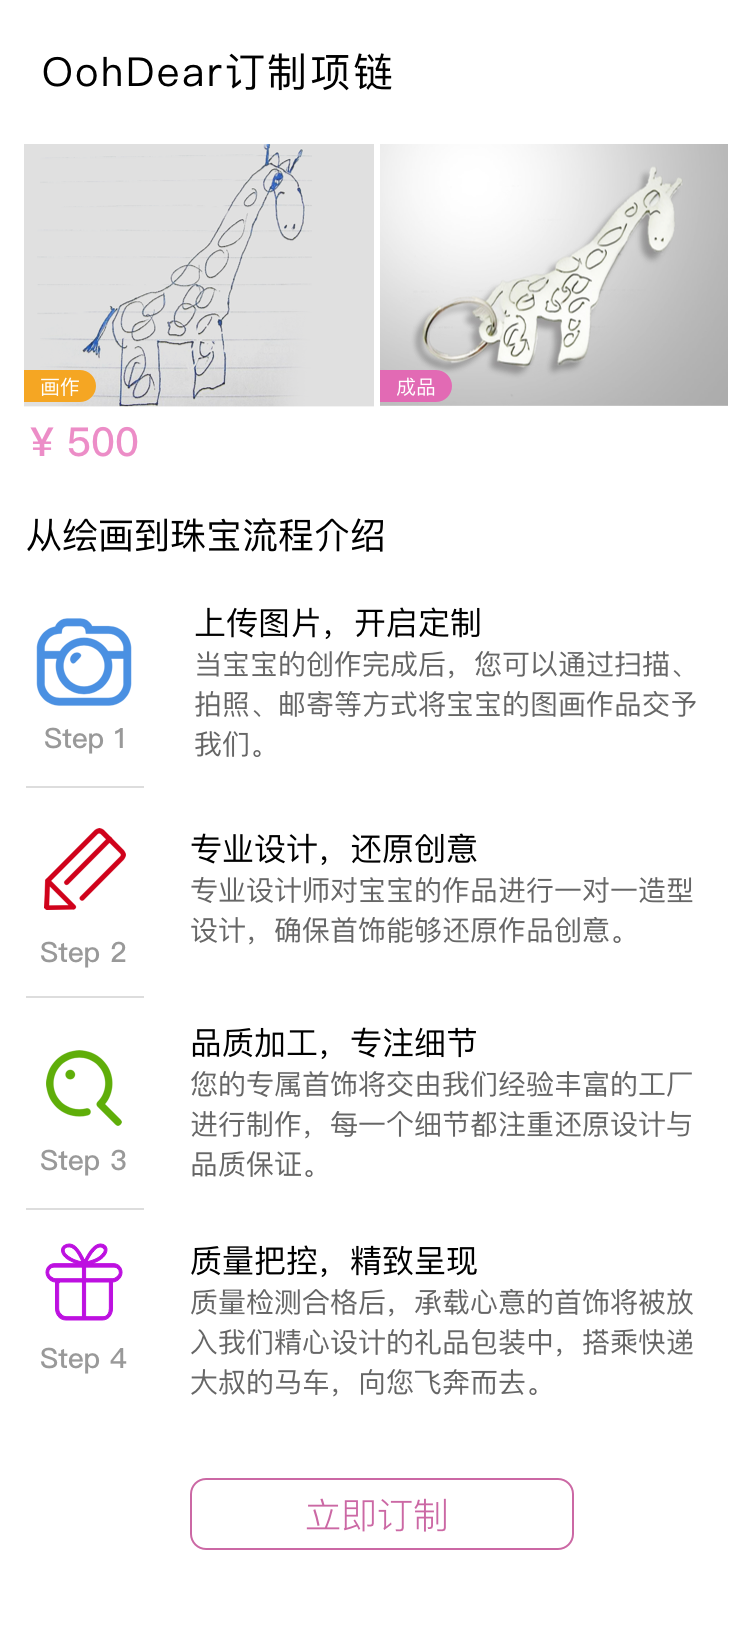 OohDear订制项链
画作
成品
¥ 500
从绘画到珠宝流程介绍
上传图片，开启定制
当宝宝的创作完成后，您可以通过扫描、
拍照、邮寄等方式将宝宝的图画作品交予
我们。
Step 1
专业设计，还原创意
专业设计师对宝宝的作品进行一对一造型
设计，确保首饰能够还原作品创意。
Step 2
品质加工，专注细节
您的专属首饰将交由我们经验丰富的工厂
进行制作，每一个细节都注重还原设计与
品质保证。
Step 3
质量把控，精致呈现
质量检测合格后，承载心意的首饰将被放
入我们精心设计的礼品包装中，搭乘快递
大叔的马车，向您飞奔而去。
Step 4
立即订制